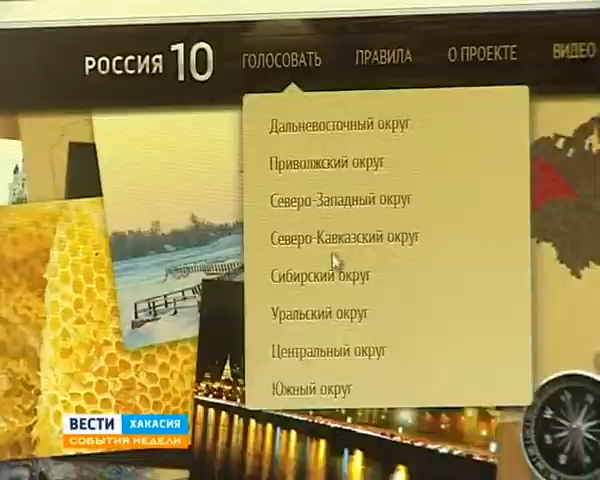 РОССИЯ 10
ГОЛОСОВАТЬ
ПРАВИЛА
О ПРОЕКТЕ
ВИДЕО
Дальневосточный округ
Приволжский округ
Северо-Западный округ
Северо-Кавказский округ
Сибирский округ
Уральский округ
Центральный округ
Южный округ
ВЕСТИ ХАКАСИЯ
СОБЫТИЯ НЕДЕЛИ